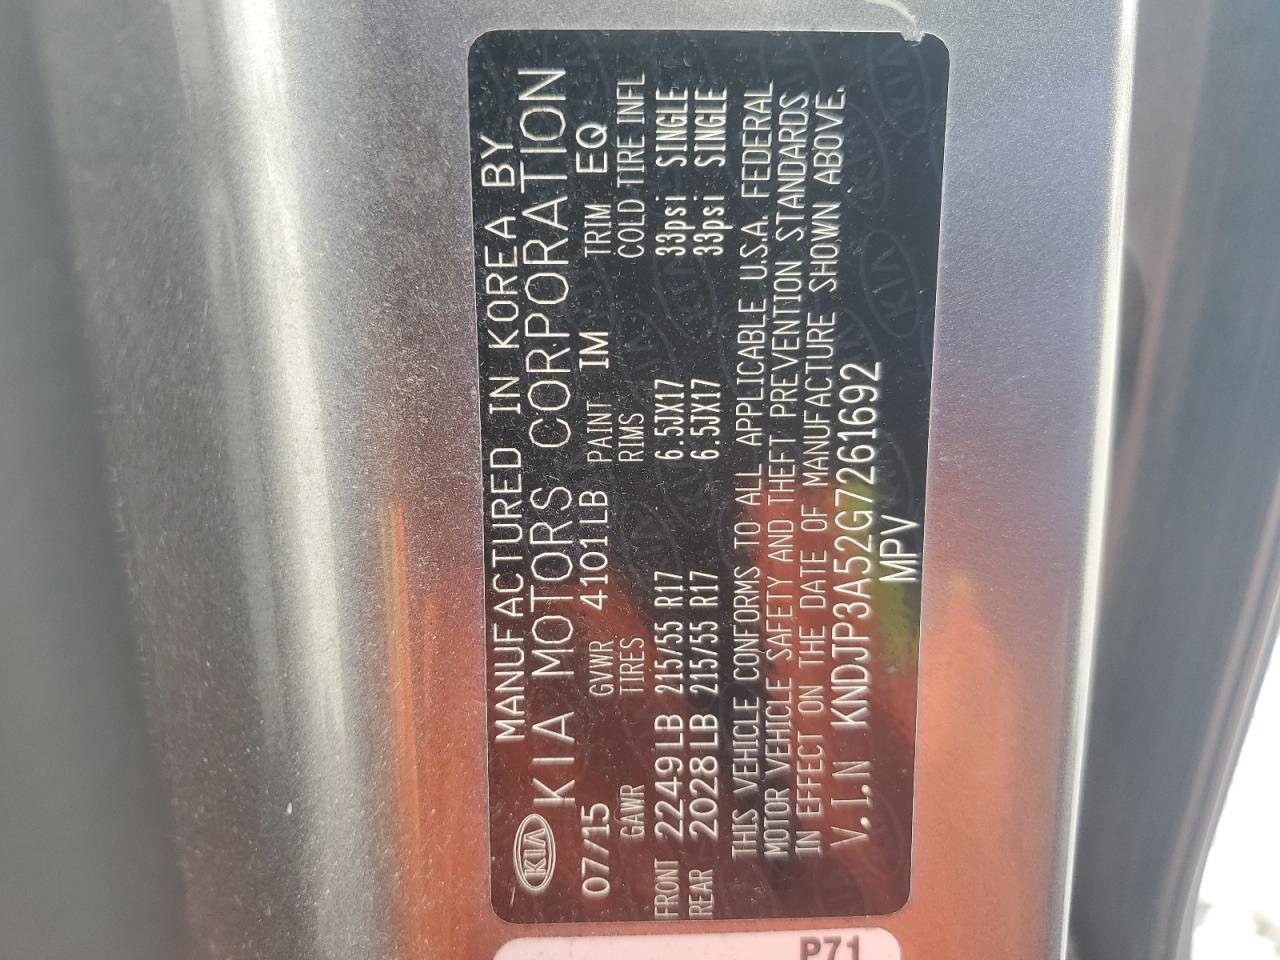 MANUFACTURED IN KOREA BY
KIA KIA MOTORS CORPORATION
07/15 GVWR 4101LB PAINT IM TRIM EQ
GAWR TIRES RIMS COLD TIRE INFL
FRONT 2249LB 215/55 R17 6.5JX17 33psi SINGLE
REAR 2028LB 215/55 R17 6.5JX17 33psi SINGLE
THIS VEHICLE CONFORMS TO ALL APPLICABLE U.S.A. FEDERAL
MOTOR VEHICLE SAFETY AND THEFT PREVENTION STANDARDS
IN EFFECT ON THE DATE OF MANUFACTURE SHOWN ABOVE.
V.I.N KNDJP3A52G7261692
MPV
P71